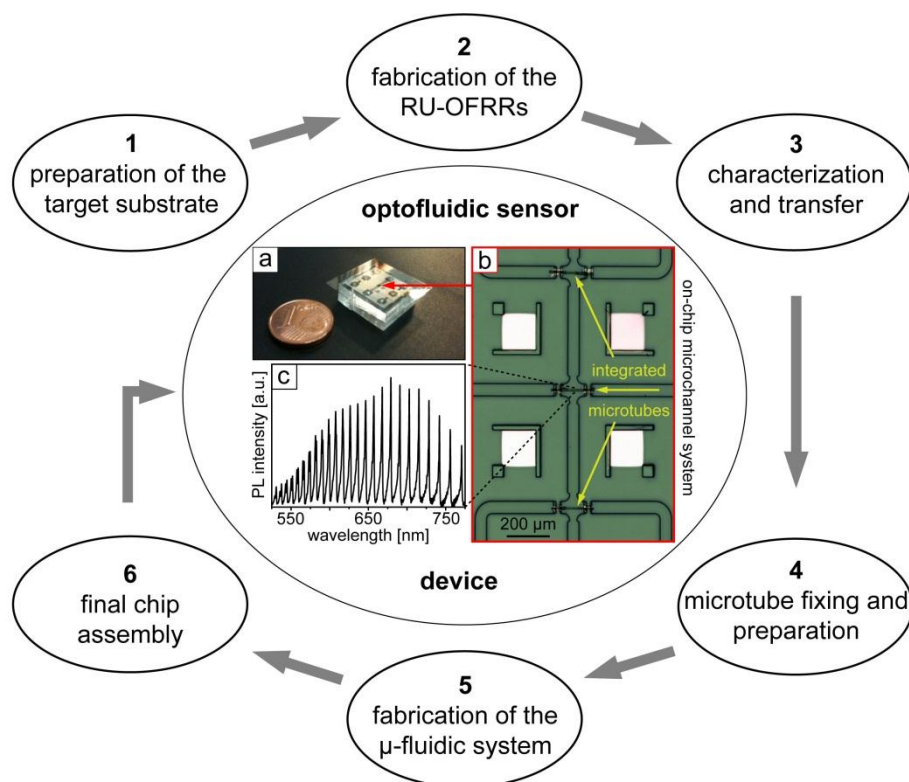 1
preparation of the
target substrate
2
fabrication of the
RU-OFRRs
3
characterization
and transfer
optofluidic sensor
a
b
c
integrated
microtubes
200 µm
on-chip microchannel system
PL intensity [a.u.]
550
650
750
wavelength [nm]
device
4
microtube fixing and
preparation
5
fabrication of the
µ-fluidic system
6
final chip
assembly